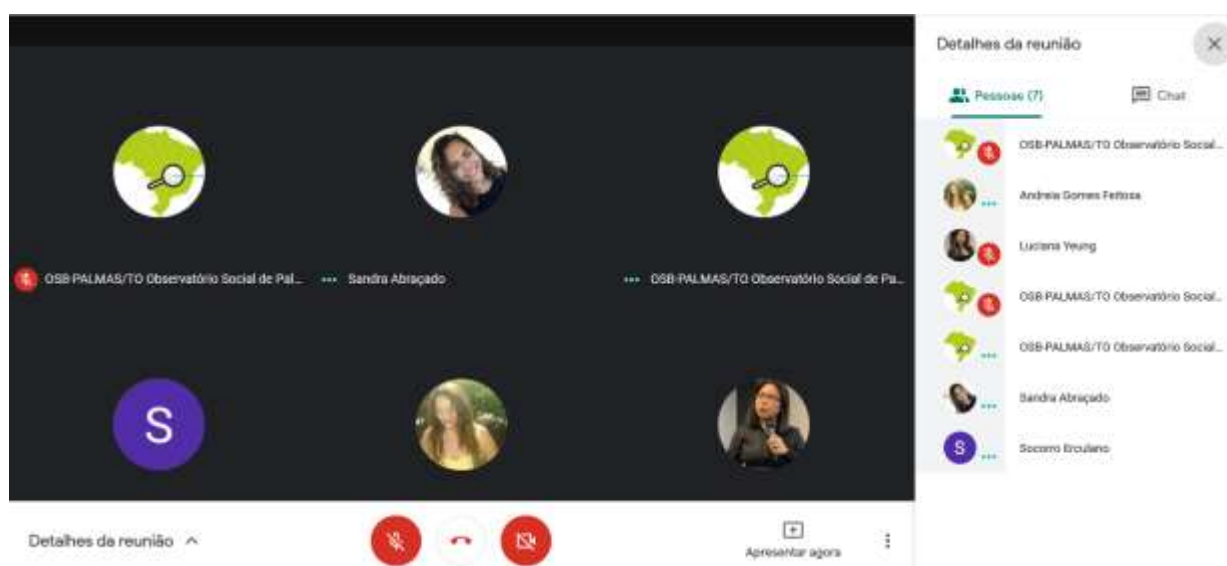 OSB-PALMAS/TO Observatório Social de Pal...
Sandra Abraçado
OSB-PALMAS/TO Observatório Social de Pa...
S
Detalhes da reunião
Apresentar agora
Detalhes da reunião
Pessoas (7)
Chat
OSB-PALMAS/TO Observatório Social...
Andreia Gomes Feitosa
Luciana Yeung
OSB-PALMAS/TO Observatório Social...
OSB-PALMAS/TO Observatório Social...
Sandra Abraçado
S
Socorro Erculano